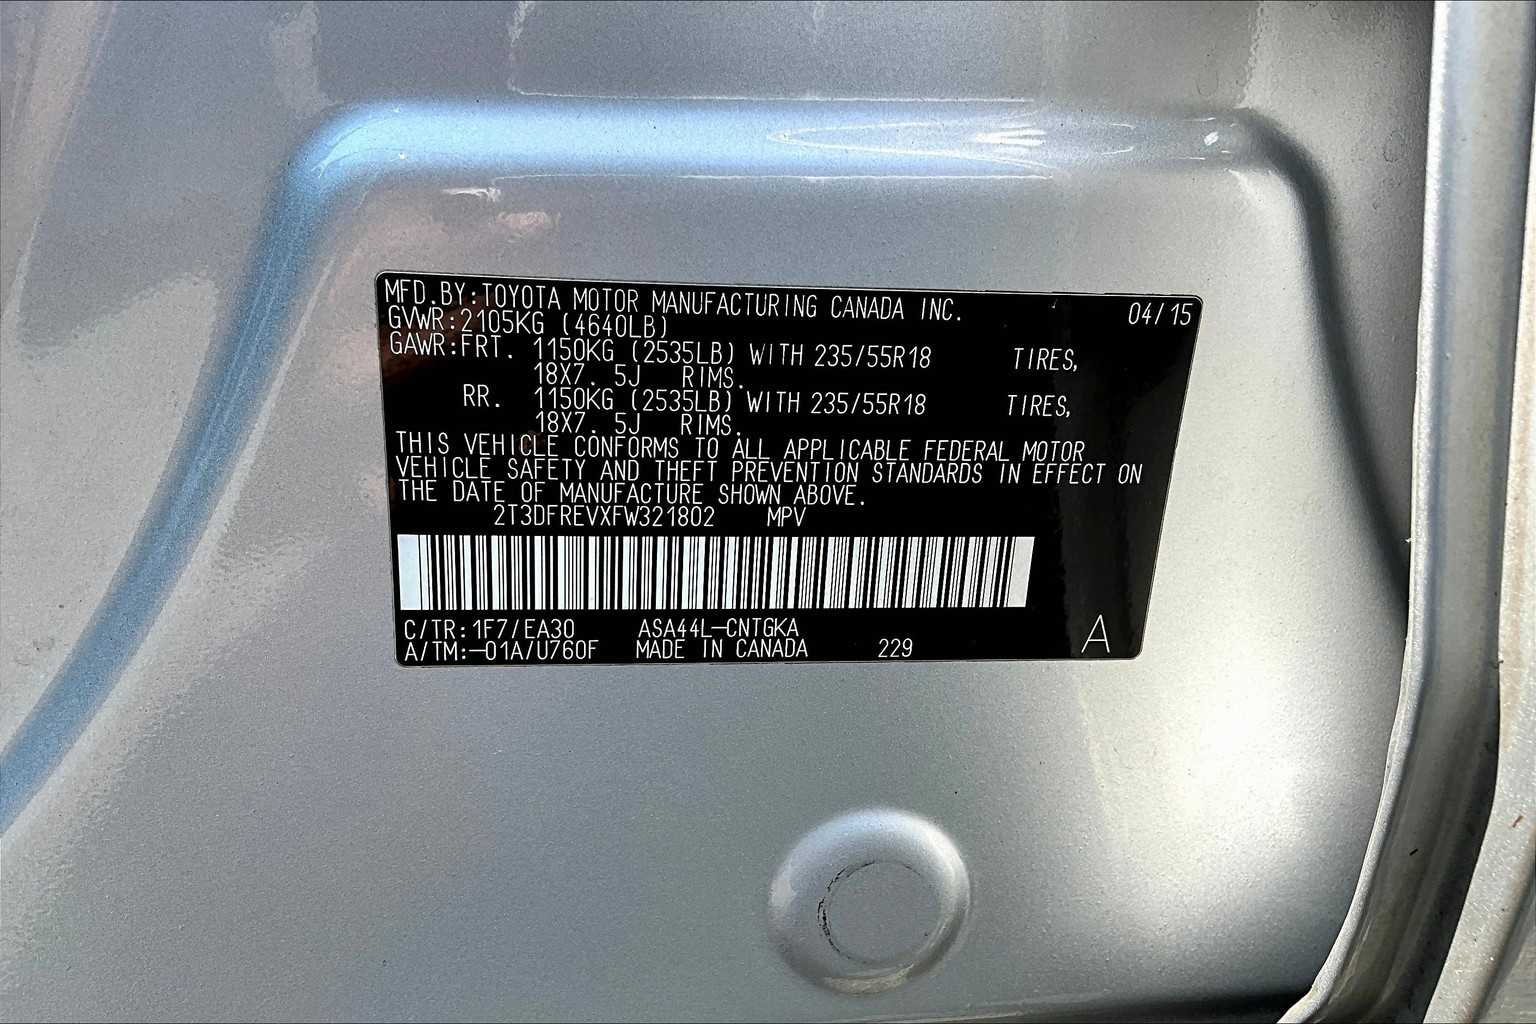 MFD.BY:TOYOTA MOTOR MANUFACTURING CANADA INC. 04/15
GVWR:2105KG (4640LB)
GAWR:FRT. 1150KG (2535LB) WITH 235/55R18 TIRES,
18X7. 5J RIMS.
RR. 1150KG (2535LB) WITH 235/55R18 TIRES,
18X7. 5J RIMS.
THIS VEHICLE CONFORMS TO ALL APPLICABLE FEDERAL MOTOR
VEHICLE SAFETY AND THEFT PREVENTION STANDARDS IN EFFECT ON
THE DATE OF MANUFACTURE SHOWN ABOVE.
2T3DFREVXFW321802 MPV
C/TR:1F7/EA30 ASA44L-CNTGKA
A/TM:-01A/U760F MADE IN CANADA 229 A